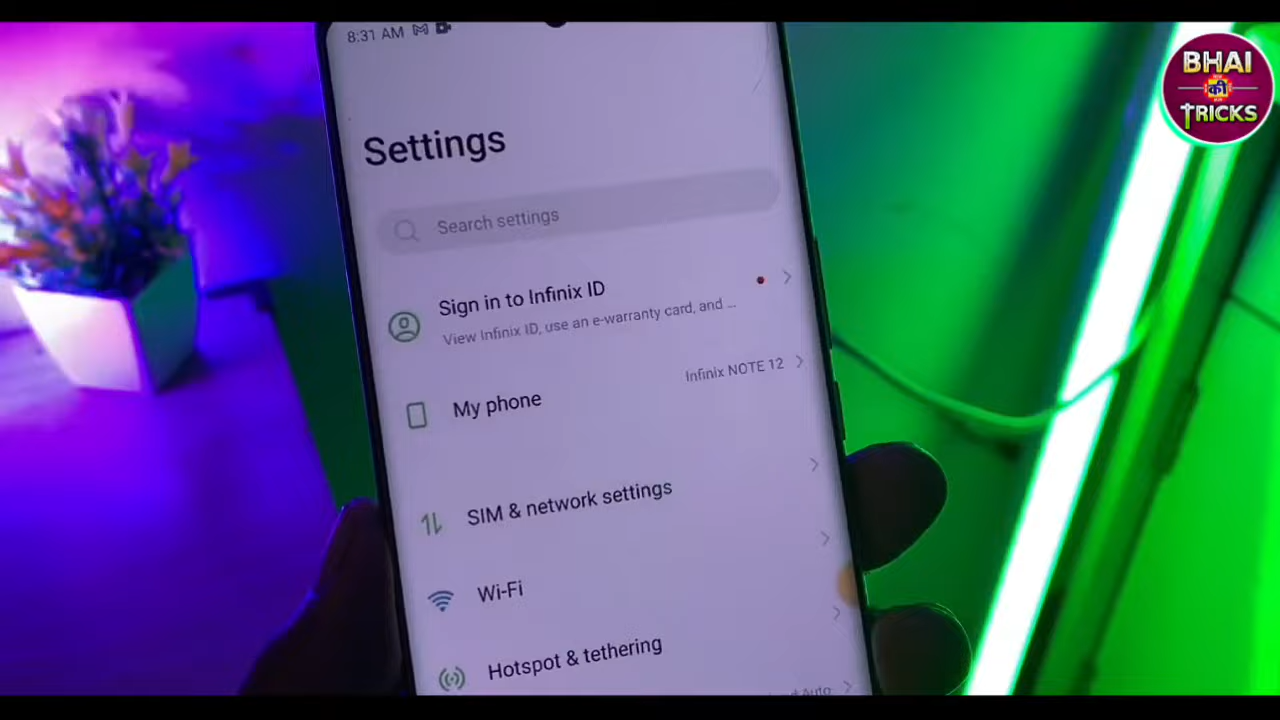 8:31 AM
Settings
Search settings
Sign in to Infinix ID
View Infinix ID, use an e-warranty card, and ...
Infinix NOTE 12
My phone
SIM & network settings
Wi-Fi
Hotspot & tethering
Auto
BHAI
की
TRICKS